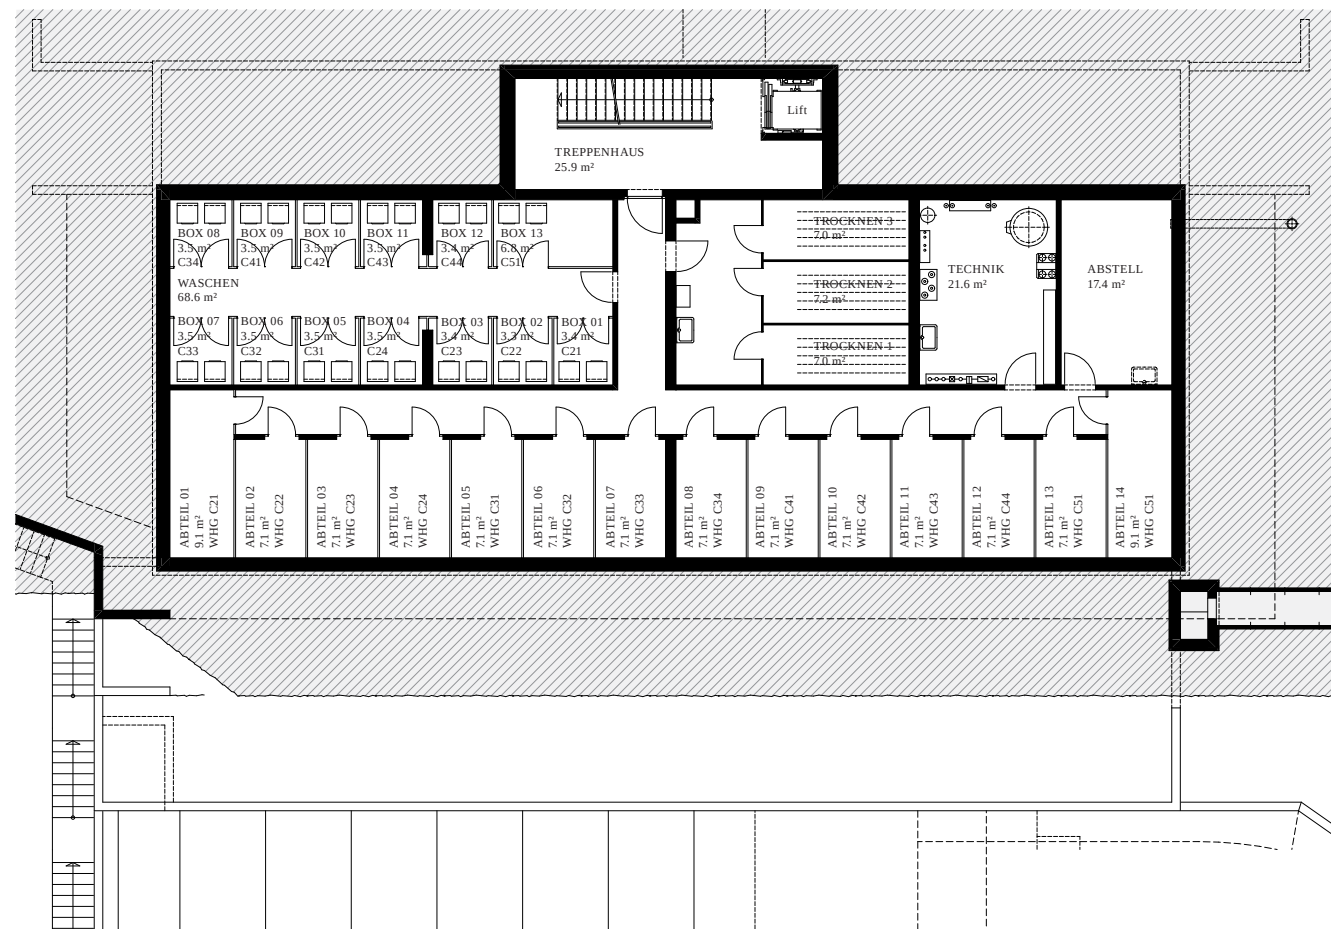 Lift
TREPPENHAUS
25.9 m²
BOX 08
3.5 m²
C34
BOX 09
3.5 m²
C41
BOX 10
3.5 m²
C42
BOX 11
3.5 m²
C43
BOX 12
3.4 m²
C44
BOX 13
6.8 m²
C51
WASCHEN
68.6 m²
BOX 07
3.5 m²
C33
BOX 06
3.5 m²
C32
BOX 05
3.5 m²
C31
BOX 04
3.5 m²
C24
BOX 03
3.4 m²
C23
BOX 02
3.3 m²
C22
BOX 01
3.4 m²
C21
TROCKNEN 3
7.0 m²
TROCKNEN 2
7.2 m²
TROCKNEN 1
7.0 m²
TECHNIK
21.6 m²
ABSTELL
17.4 m²
ABTEIL 01
9.1 m²
WHG C21
ABTEIL 02
7.1 m²
WHG C22
ABTEIL 03
7.1 m²
WHG C23
ABTEIL 04
7.1 m²
WHG C24
ABTEIL 05
7.1 m²
WHG C31
ABTEIL 06
7.1 m²
WHG C32
ABTEIL 07
7.1 m²
WHG C33
ABTEIL 08
7.1 m²
WHG C34
ABTEIL 09
7.1 m²
WHG C41
ABTEIL 10
7.1 m²
WHG C42
ABTEIL 11
7.1 m²
WHG C43
ABTEIL 12
7.1 m²
WHG C44
ABTEIL 13
7.1 m²
WHG C51
ABTEIL 14
9.1 m²
WHG C51